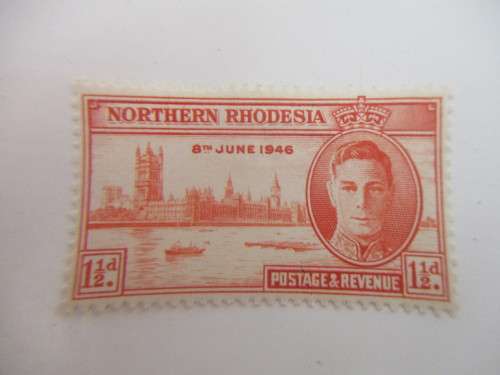 NORTHERN RHODESIA
8TH JUNE 1946
1½d.
POSTAGE & REVENUE
1½d.